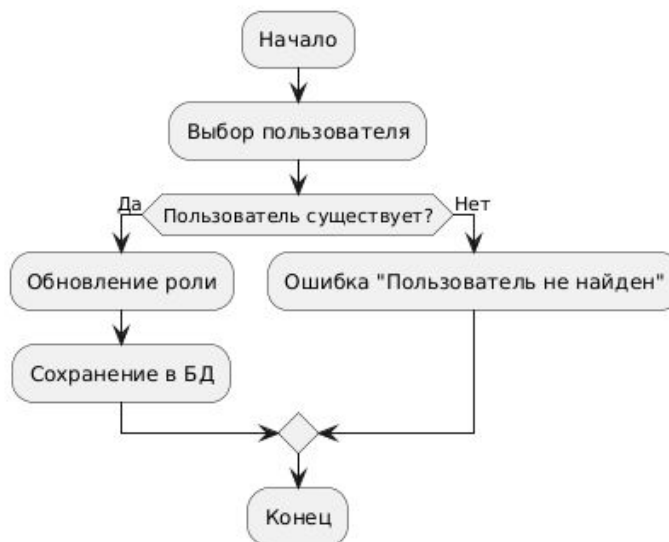 Начало
Выбор пользователя
Да
Пользователь существует?
Нет
Обновление роли
Ошибка "Пользователь не найден"
Сохранение в БД
Конец